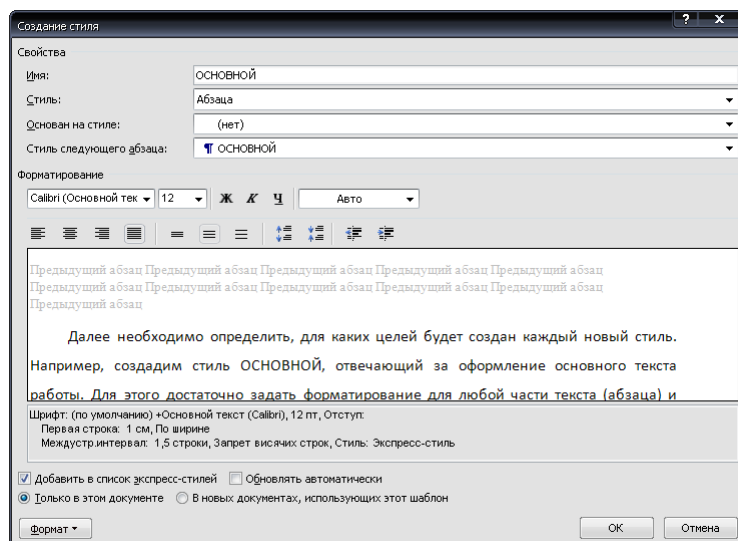 Создание стиля
? X
Свойства
Имя: ОСНОВНОЙ
Стиль: Абзаца
Основан на стиле: (нет)
Стиль следующего абзаца: ¶ ОСНОВНОЙ
Форматирование
Calibri (Основной тек 12 Ж К Ч Авто
Предыдущий абзац Предыдущий абзац Предыдущий абзац Предыдущий абзац Предыдущий абзац
Предыдущий абзац Предыдущий абзац Предыдущий абзац Предыдущий абзац Предыдущий абзац
Предыдущий абзац
Далее необходимо определить, для каких целей будет создан каждый новый стиль.
Например, создадим стиль ОСНОВНОЙ, отвечающий за оформление основного текста
работы. Для этого достаточно задать форматирование для любой части текста (абзаца) и
Шрифт: (по умолчанию) +Основной текст (Calibri), 12 пт, Отступ:
Первая строка: 1 см, По ширине
Междустр.интервал: 1,5 строки, Запрет висячих строк, Стиль: Экспресс-стиль
Добавить в список экспресс-стилей Обновлять автоматически
Только в этом документе В новых документах, использующих этот шаблон
Формат ОК Отмена